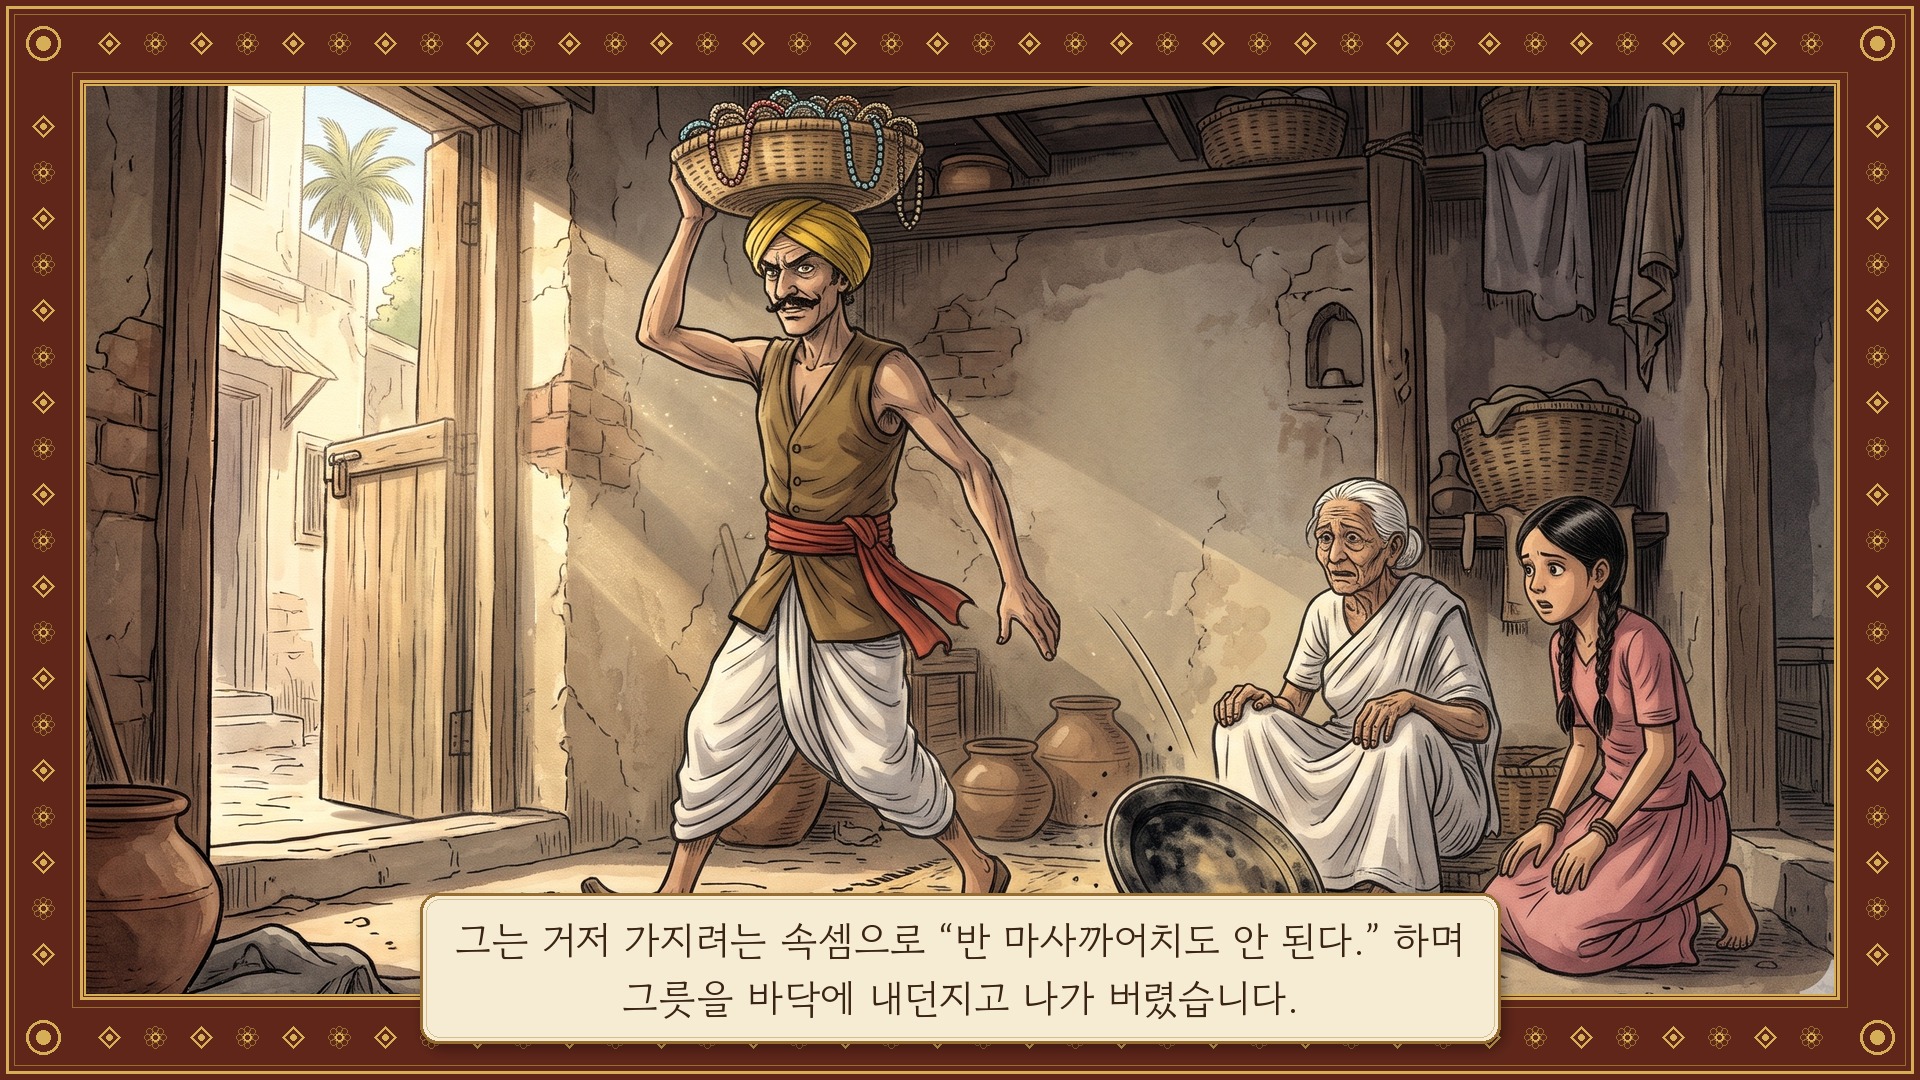 그는 거저 가지려는 속셈으로 “반 마사까어치도 안 된다.” 하며
그릇을 바닥에 내던지고 나가 버렸습니다.